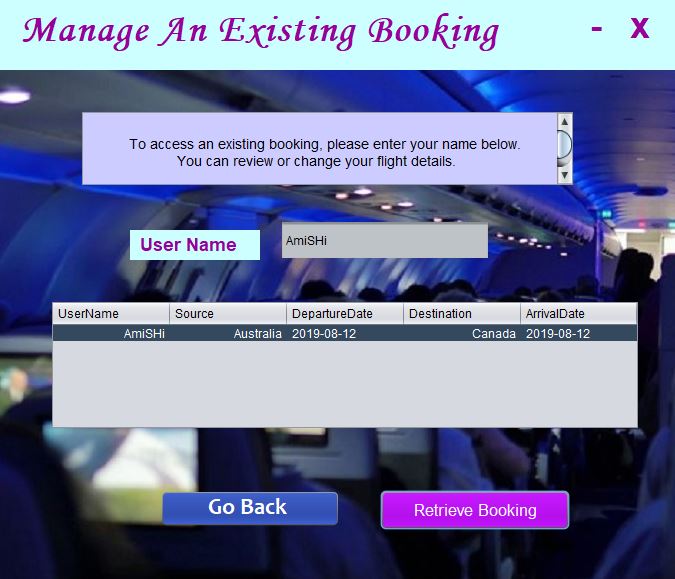 Manage An Existing Booking - X
To access an existing booking, please enter your name below.
You can review or change your flight details.
User Name AmiSHi
UserName Source DepartureDate Destination ArrivalDate
AmiSHi Australia 2019-08-12 Canada 2019-08-12
Go Back Retrieve Booking